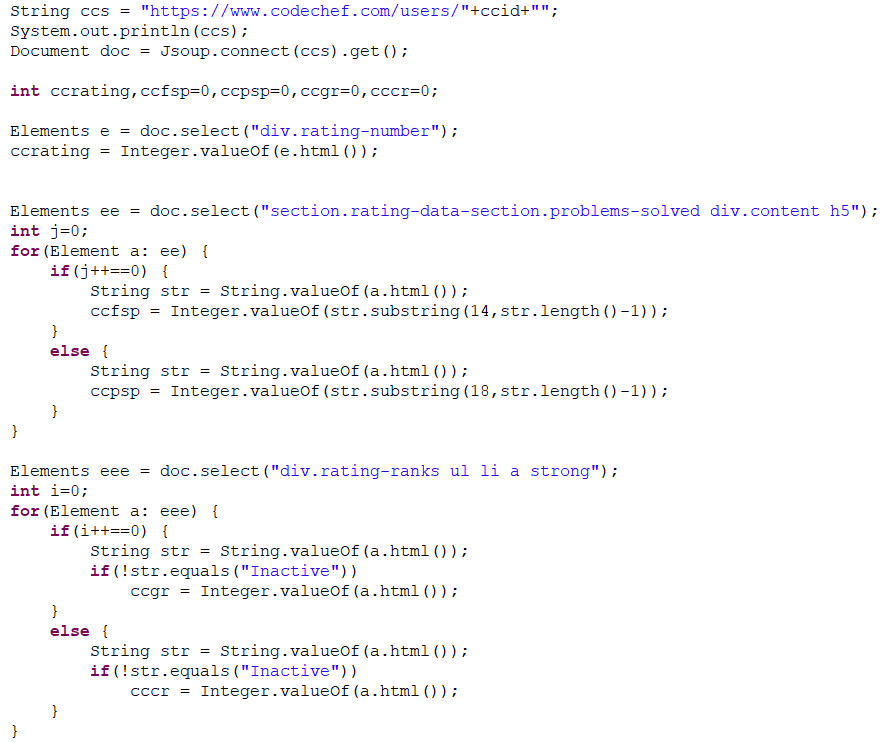 String ccs = "https://www.codechef.com/users/"+ccid+"";
System.out.println(ccs);
Document doc = Jsoup.connect(ccs).get();
int ccrating,ccfsp=0,ccpsp=0,ccgr=0,cccr=0;
Elements e = doc.select("div.rating-number");
ccrating = Integer.valueOf(e.html());
Elements ee = doc.select("section.rating-data-section.problems-solved div.content h5");
int j=0;
for(Element a: ee) {
    if(j++==0) {
        String str = String.valueOf(a.html());
        ccfsp = Integer.valueOf(str.substring(14,str.length()-1));
    }
    else {
        String str = String.valueOf(a.html());
        ccpsp = Integer.valueOf(str.substring(18,str.length()-1));
    }
}
Elements eee = doc.select("div.rating-ranks ul li a strong");
int i=0;
for(Element a: eee) {
    if(i++==0) {
        String str = String.valueOf(a.html());
        if(!str.equals("Inactive"))
            ccgr = Integer.valueOf(a.html());
    }
    else {
        String str = String.valueOf(a.html());
        if(!str.equals("Inactive"))
            cccr = Integer.valueOf(a.html());
    }
}